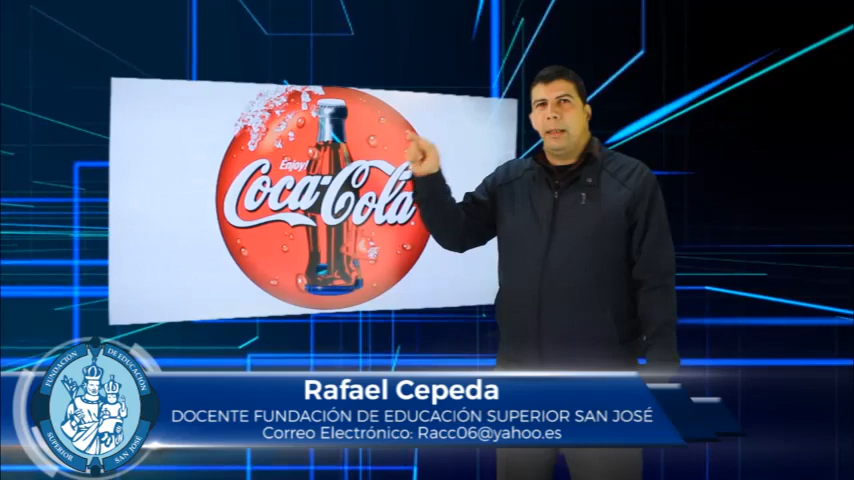 Enjoy!
Coca-Cola
FUNDACIÓN DE EDUCACIÓN
SUPERIOR SAN JOSÉ
Rafael Cepeda
DOCENTE FUNDACIÓN DE EDUCACIÓN SUPERIOR SAN JOSÉ
Correo Electrónico: Racc06@yahoo.es